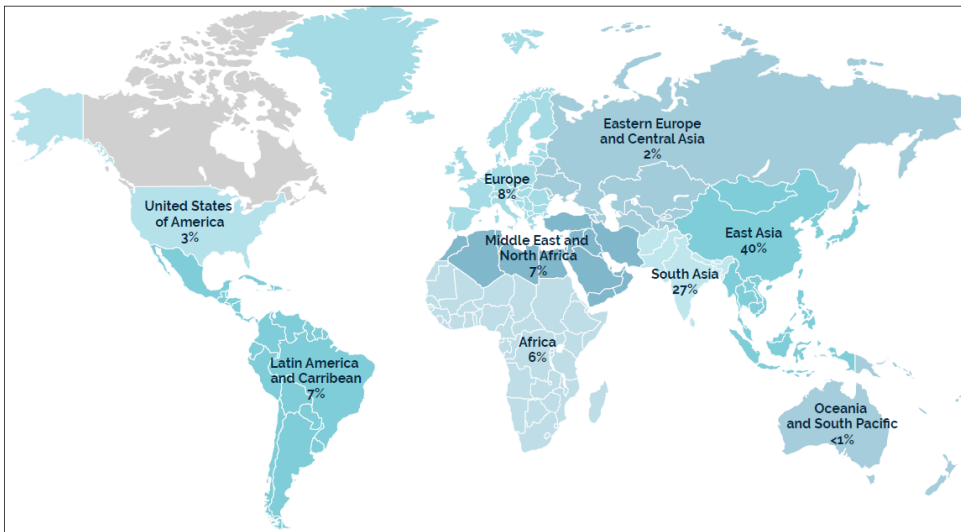 Eastern Europe
and Central Asia
2%
Europe
8%
United States
of America
3%
Middle East and
North Africa
7%
East Asia
40%
South Asia
27%
Africa
6%
Latin America
and Carribean
7%
Oceania
and South Pacific
<1%